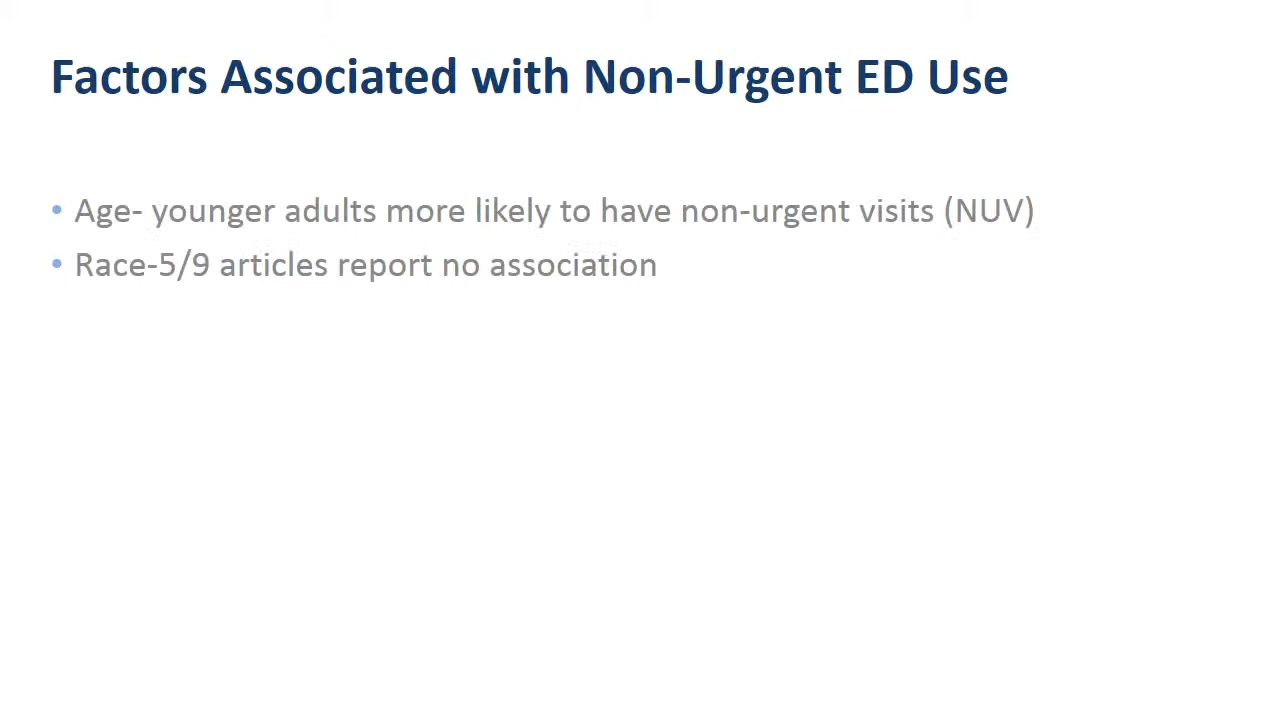 Factors Associated with Non-Urgent ED Use
• Age- younger adults more likely to have non-urgent visits (NUV)
• Race-5/9 articles report no association